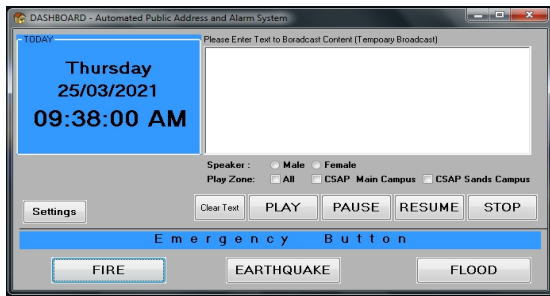 DASHBOARD - Automated Public Address and Alarm System
TODAY
Thursday
25/03/2021
09:38:00 AM
Please Enter Text to Boradcast Content (Tempoary Broadcast)
Speaker : Male Female
Play Zone: All CSAP Main Campus CSAP Sands Campus
Settings
Clear Text PLAY PAUSE RESUME STOP
Emergency Button
FIRE EARTHQUAKE FLOOD